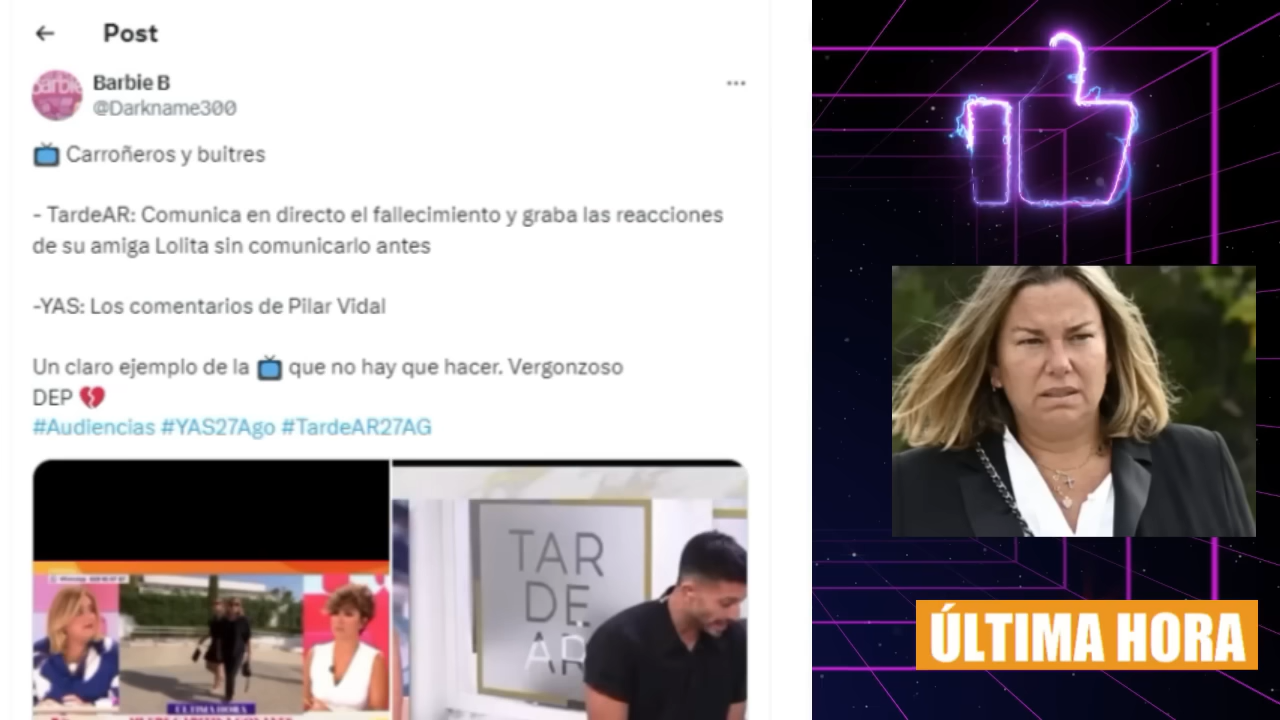 Post
Barbie B
@Darkname300
Carroñeros y buitres
- TardeAR: Comunica en directo el fallecimiento y graba las reacciones
de su amiga Lolita sin comunicarlo antes
-YAS: Los comentarios de Pilar Vidal
Un claro ejemplo de la que no hay que hacer. Vergonzoso
DEP
#Audiencias #YAS27Ago #TardeAR27AG
TAR
DE
AR
ÚLTIMA HORA
ÚLTIMA HORA